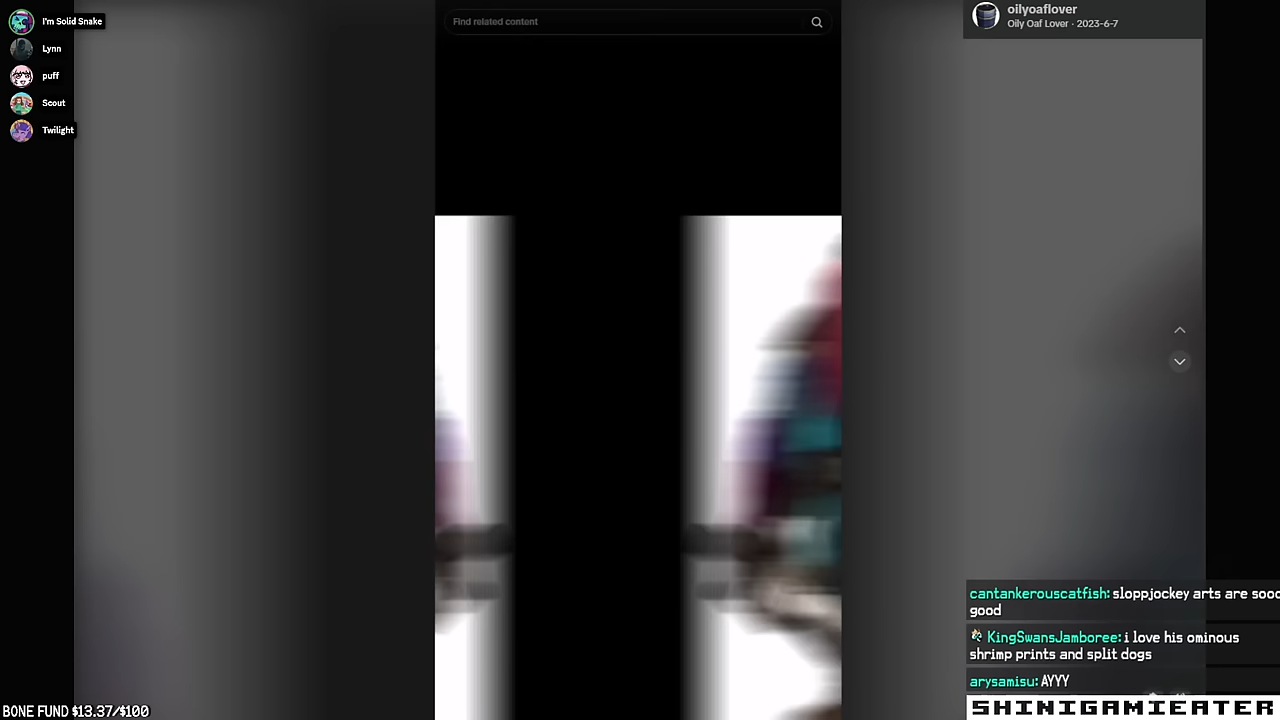 I'm Solid Snake
Lynn
puff
Scout
Twilight
Find related content
oilyoaflover
Oily Oaf Lover · 2023-6-7
cantankerouscatfish: sloppjockey arts are sooo
good
KingSwansJamboree: i love his ominous
shrimp prints and split dogs
arysamisu: AYYY
SHINIGAMIEATER
BONE FUND $13.37/$100